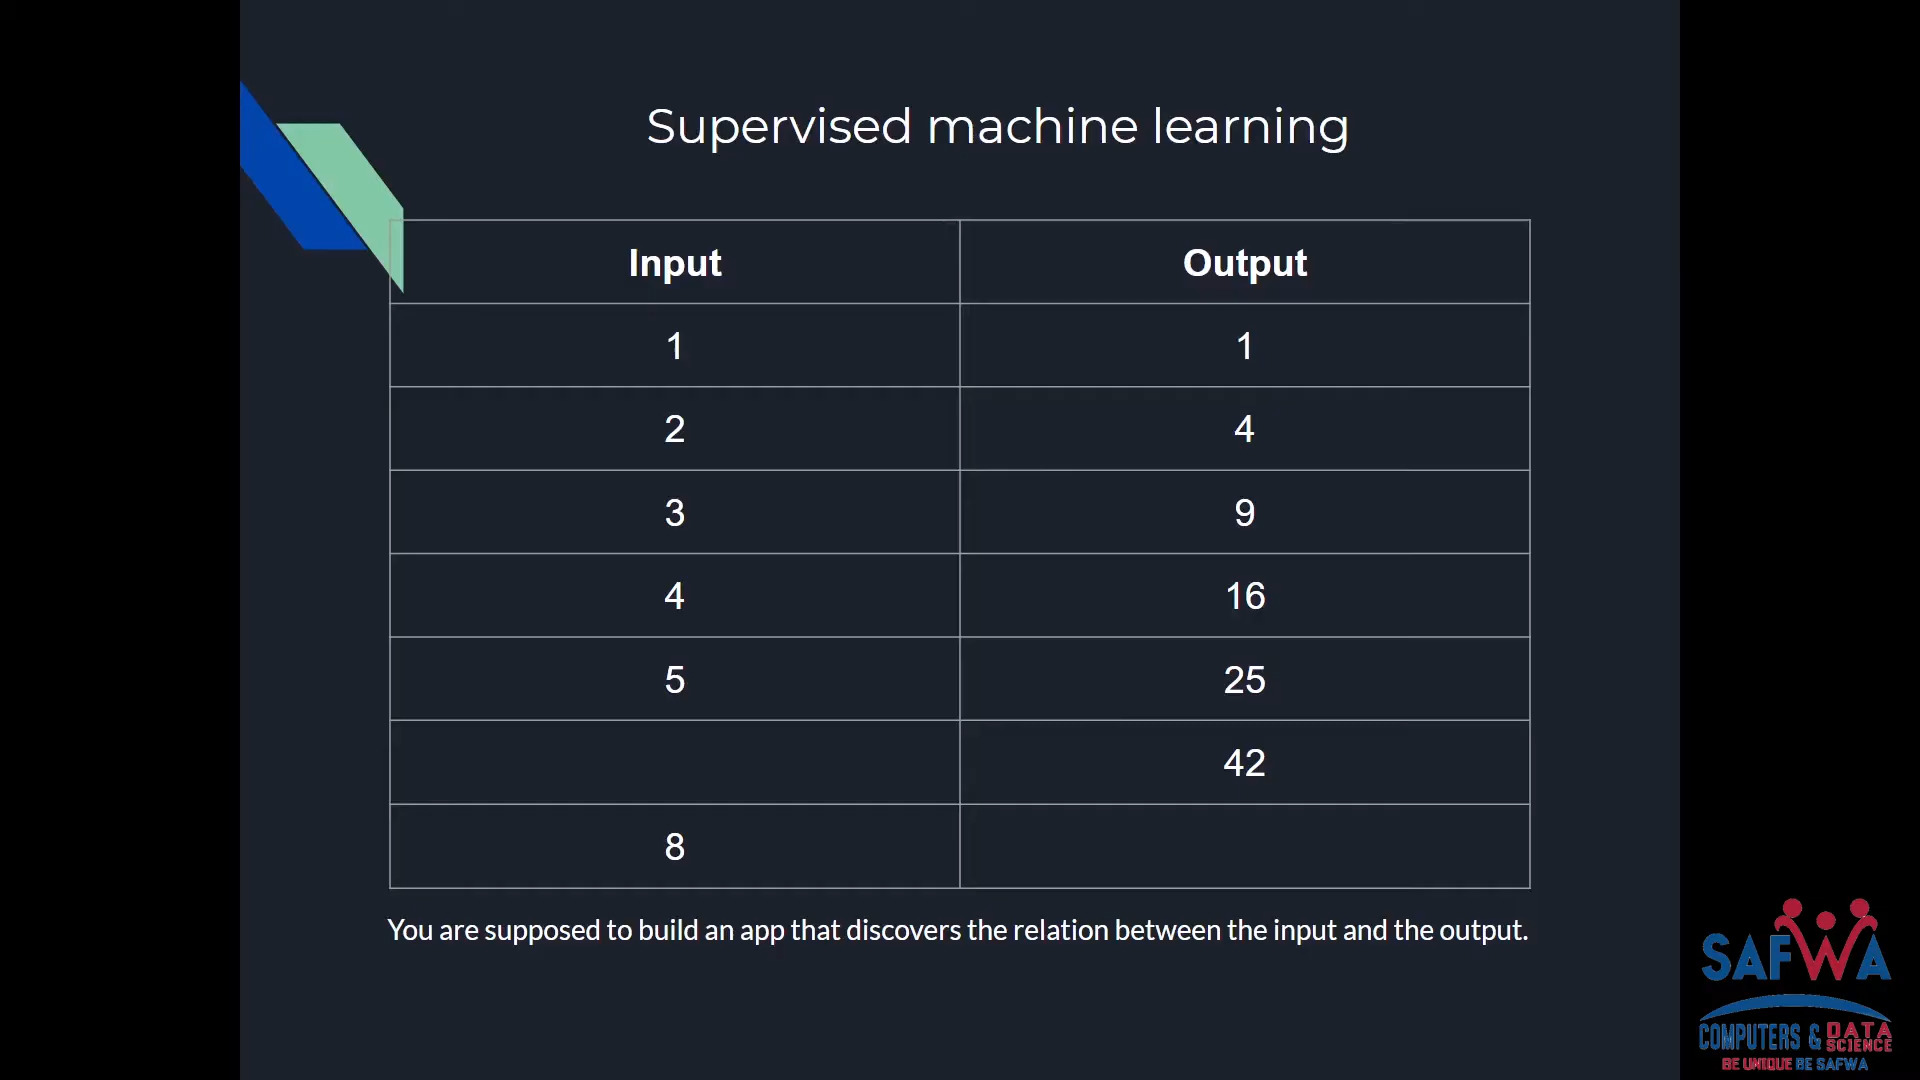 Supervised machine learning
Input Output
1 1
2 4
3 9
4 16
5 25
42
8
You are supposed to build an app that discovers the relation between the input and the output.
SAFWA
COMPUTERS & DATA SCIENCE
BE UNIQUE BE SAFWA